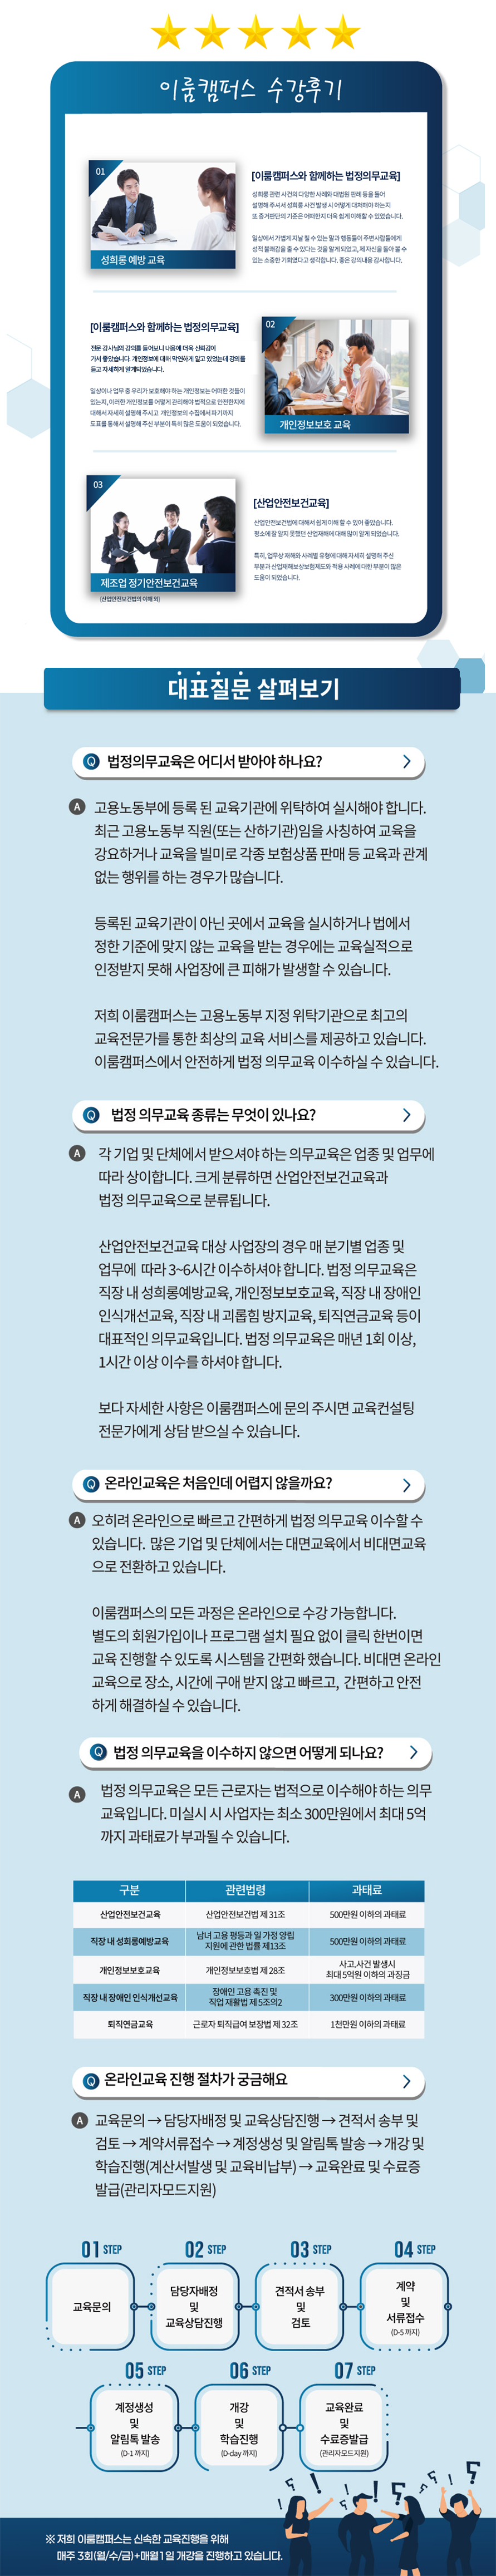 이룸캠퍼스 수강후기
01
성희롱 예방 교육
[이룸캠퍼스와 함께하는 법정의무교육]
성희롱 관련 사건의 다양한 사례와 대법원 판례 등을 들어
설명해 주셔서 성희롱 사건 발생 시 어떻게 대처해야 하는지
또 증거판단의 기준은 어떠한지 더욱 쉽게 이해할 수 있었습니다.
일상에서 가볍게 지날 칠 수 있는 말과 행동들이 주변사람들에게
성적 불쾌감을 줄 수 있다는 것을 알게 되었고, 제 자신을 돌아 볼 수
있는 소중한 기회였다고 생각합니다. 좋은 강의내용 감사합니다.
[이룸캠퍼스와 함께하는 법정의무교육]
전문 강사님의 강의를 들어보니 내용에 더욱 신뢰감이
가서 좋았습니다. 개인정보에 대해 막연하게 알고 있었는데 강의를
듣고 자세하게 알게되었습니다.
일상이나 업무 중 우리가 보호해야 하는 개인정보는 어떠한 것들이
있는지, 이러한 개인정보를 어떻게 관리해야 법적으로 안전한지에
대해서 자세히 설명해 주시고 개인정보의 수집에서 파기까지
도표를 통해서 설명해 주신 부분이 특히 많은 도움이 되었습니다.
02
개인정보보호 교육
03
제조업 정기안전보건교육
[산업안전보건법의 이해 외]
[산업안전보건교육]
산업안전보건법에 대해서 쉽게 이해 할 수 있어 좋았습니다.
평소에 잘 알지 못했던 산업재해에 대해 많이 알게 되었습니다.
특히, 업무상 재해와 사례별 유형에 대해 자세히 설명해 주신
부분과 산업재해보상보험제도와 적용 사례에 대한 부분이 많은
도움이 되었습니다.
대표질문 살펴보기
Q 법정의무교육은 어디서 받아야 하나요?
A 고용노동부에 등록 된 교육기관에 위탁하여 실시해야 합니다.
최근 고용노동부 직원(또는 산하기관)임을 사칭하여 교육을
강요하거나 교육을 빌미로 각종 보험상품 판매 등 교육과 관계
없는 행위를 하는 경우가 많습니다.
등록된 교육기관이 아닌 곳에서 교육을 실시하거나 법에서
정한 기준에 맞지 않는 교육을 받는 경우에는 교육실적으로
인정받지 못해 사업장에 큰 피해가 발생할 수 있습니다.
저희 이룸캠퍼스는 고용노동부 지정 위탁기관으로 최고의
교육전문가를 통한 최상의 교육 서비스를 제공하고 있습니다.
이룸캠퍼스에서 안전하게 법정 의무교육 이수하실 수 있습니다.
Q 법정 의무교육 종류는 무엇이 있나요?
A 각 기업 및 단체에서 받으셔야 하는 의무교육은 업종 및 업무에
따라 상이합니다. 크게 분류하면 산업안전보건교육과
법정 의무교육으로 분류됩니다.
산업안전보건교육 대상 사업장의 경우 매 분기별 업종 및
업무에 따라 3~6시간 이수하셔야 합니다. 법정 의무교육은
직장 내 성희롱예방교육, 개인정보보호교육, 직장 내 장애인
인식개선교육, 직장 내 괴롭힘 방지교육, 퇴직연금교육 등이
대표적인 의무교육입니다. 법정 의무교육은 매년 1회 이상,
1시간 이상 이수를 하셔야 합니다.
보다 자세한 사항은 이룸캠퍼스에 문의 주시면 교육컨설팅
전문가에게 상담 받으실 수 있습니다.
Q 온라인교육은 처음인데 어렵지 않을까요?
A 오히려 온라인으로 빠르고 간편하게 법정 의무교육 이수할 수
있습니다. 많은 기업 및 단체에서는 대면교육에서 비대면교육
으로 전환하고 있습니다.
이룸캠퍼스의 모든 과정은 온라인으로 수강 가능합니다.
별도의 회원가입이나 프로그램 설치 필요 없이 클릭 한번이면
교육 진행할 수 있도록 시스템을 간편화 했습니다. 비대면 온라인
교육으로 장소, 시간에 구애 받지 않고 빠르고, 간편하고 안전
하게 해결하실 수 있습니다.
Q 법정 의무교육을 이수하지 않으면 어떻게 되나요?
A 법정 의무교육은 모든 근로자는 법적으로 이수해야 하는 의무
교육입니다. 미실시 시 사업자는 최소 300만원에서 최대 5억
까지 과태료가 부과될 수 있습니다.
구분 관련법령 과태료
산업안전보건교육 산업안전보건법 제 31조 500만원 이하의 과태료
직장 내 성희롱예방교육 남녀 고용 평등과 일 가정 양립
지원에 관한 법률 제13조 500만원 이하의 과태료
개인정보보호교육 개인정보보호법 제 28조 사고.사건 발생시
최대 5억원 이하의 과징금
직장 내 장애인 인식개선교육 장애인 고용 촉진 및
직업 재활법 제 5조의2 300만원 이하의 과태료
퇴직연금교육 근로자 퇴직급여 보장법 제 32조 1천만원 이하의 과태료
Q 온라인교육 진행 절차가 궁금해요
A 교육문의 → 담당자배정 및 교육상담진행 → 견적서 송부 및
검토 → 계약서류접수 → 계정생성 및 알림톡 발송 → 개강 및
학습진행(계산서발생 및 교육비납부) → 교육완료 및 수료증
발급(관리자모드지원)
01 STEP
교육문의
02 STEP
담당자배정
및
교육상담진행
03 STEP
견적서 송부
및
검토
04 STEP
계약
및
서류접수
(D-5 까지)
05 STEP
계정생성
및
알림톡 발송
(D-1 까지)
06 STEP
개강
및
학습진행
(D-day 까지)
07 STEP
교육완료
및
수료증발급
(관리자모드지원)
※ 저희 이룸캠퍼스는 신속한 교육진행을 위해
매주 3회(월/수/금)+매월1일 개강을 진행하고 있습니다.